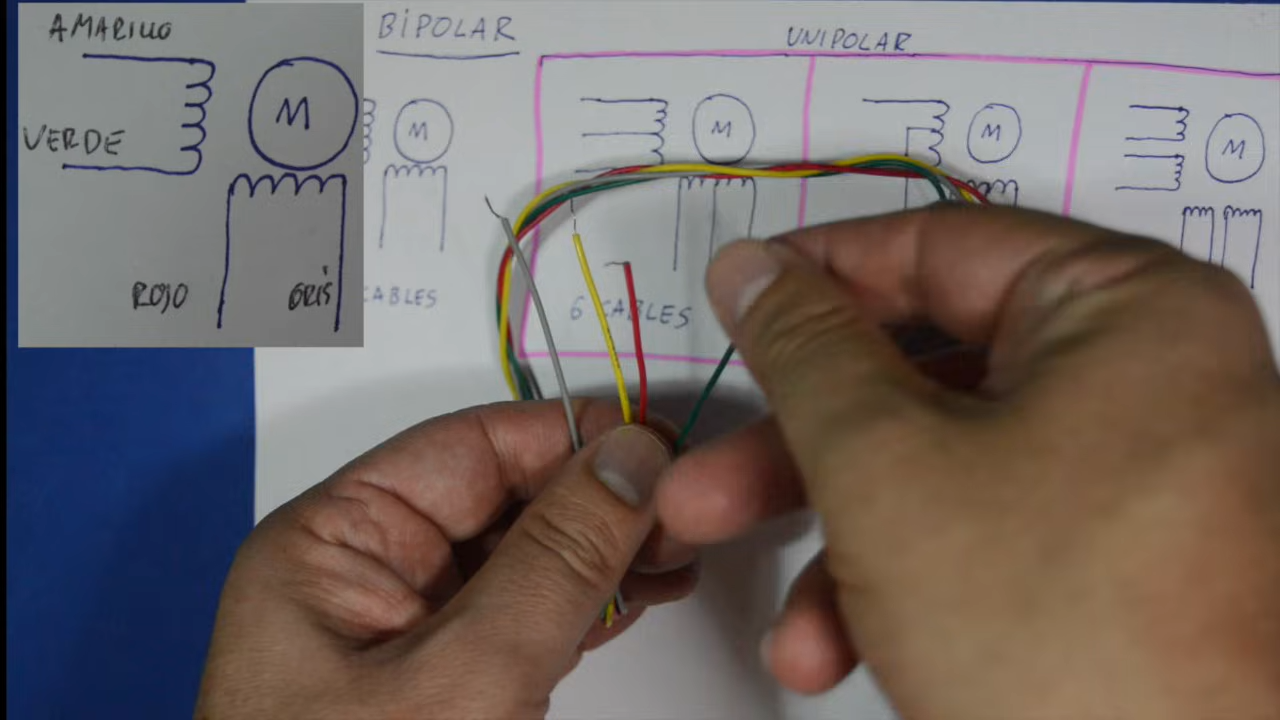 AMARILLO
VERDE
M
ROJO
GRIS
BIPOLAR
M
CABLES
UNIPOLAR
M
6 CABLES
M
M